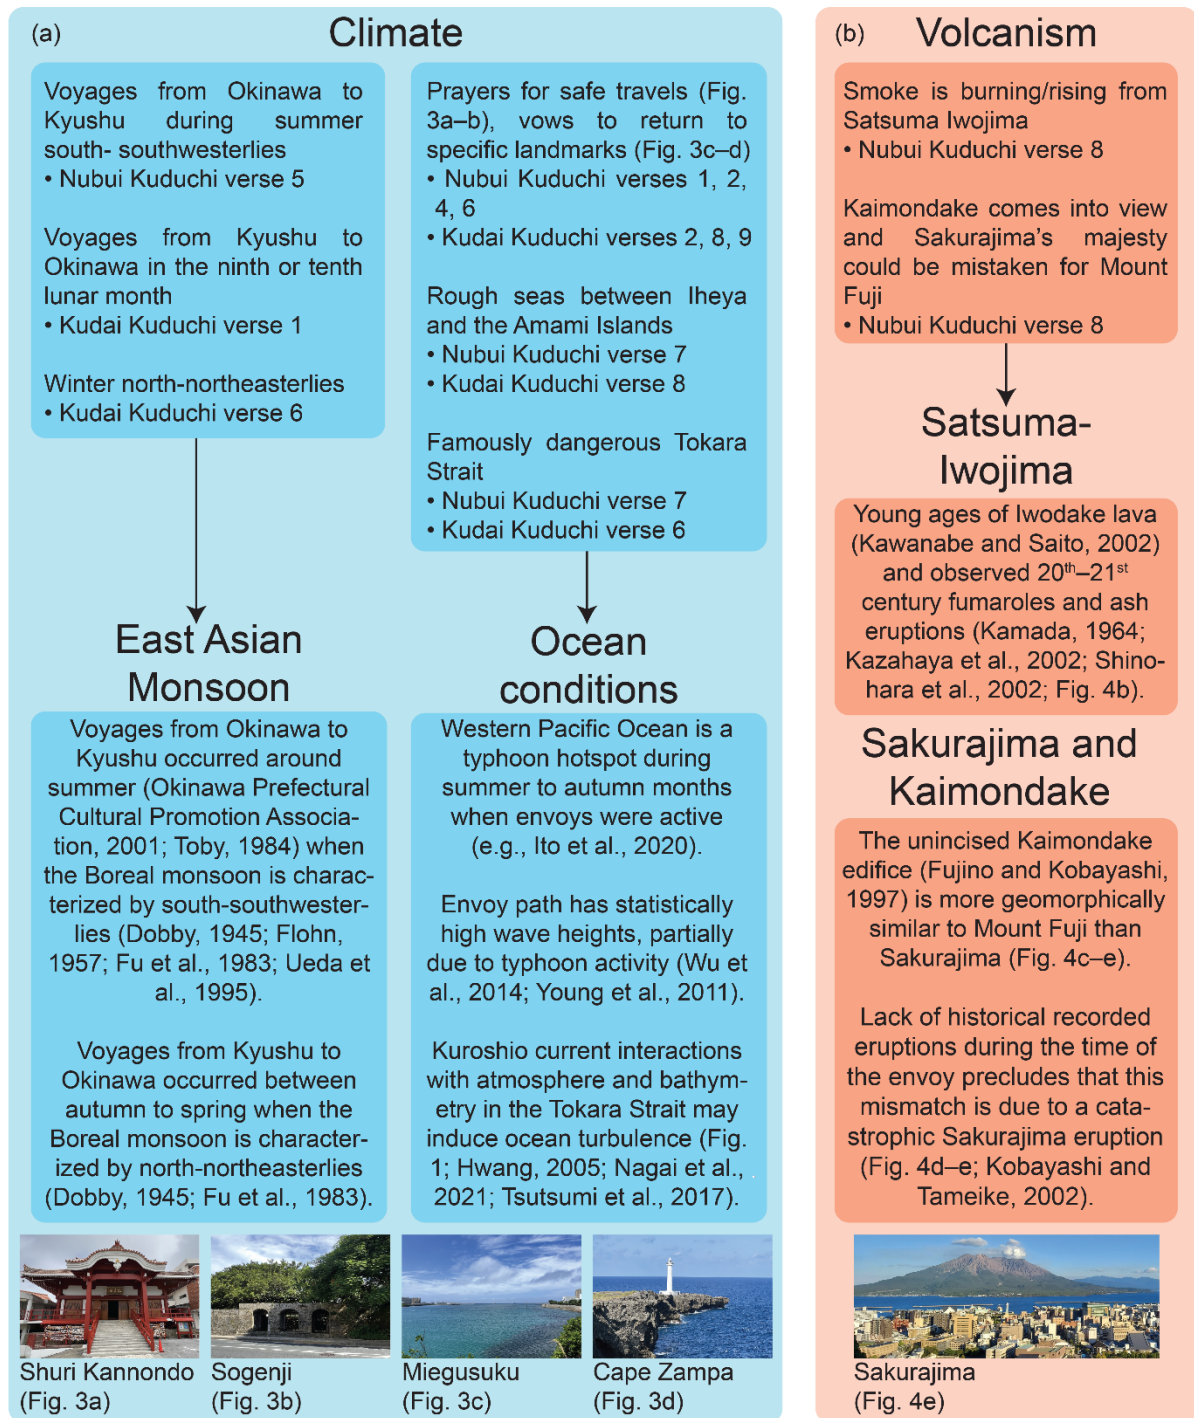 (a)
Climate
Voyages from Okinawa to
Kyushu during summer
south- southwesterlies
• Nubui Kuduchi verse 5
Voyages from Kyushu to
Okinawa in the ninth or tenth
lunar month
• Kudai Kuduchi verse 1
Winter north-northeasterlies
• Kudai Kuduchi verse 6
Prayers for safe travels (Fig.
3a–b), vows to return to
specific landmarks (Fig. 3c–d)
• Nubui Kuduchi verses 1, 2,
4, 6
• Kudai Kuduchi verses 2, 8, 9
Rough seas between Iheya
and the Amami Islands
• Nubui Kuduchi verse 7
• Kudai Kuduchi verse 8
Famously dangerous Tokara
Strait
• Nubui Kuduchi verse 7
• Kudai Kuduchi verse 6
East Asian
Monsoon
Voyages from Okinawa to
Kyushu occurred around
summer (Okinawa Prefectural
Cultural Promotion Associa-
tion, 2001; Toby, 1984) when
the Boreal monsoon is charac-
terized by south-southwester-
lies (Dobby, 1945; Flohn,
1957; Fu et al., 1983; Ueda et
al., 1995).
Voyages from Kyushu to
Okinawa occurred between
autumn to spring when the
Boreal monsoon is character-
ized by north-northeasterlies
(Dobby, 1945; Fu et al., 1983).
Ocean
conditions
Western Pacific Ocean is a
typhoon hotspot during
summer to autumn months
when envoys were active
(e.g., Ito et al., 2020).
Envoy path has statistically
high wave heights, partially
due to typhoon activity (Wu et
al., 2014; Young et al., 2011).
Kuroshio current interactions
with atmosphere and bathym-
etry in the Tokara Strait may
induce ocean turbulence (Fig.
1; Hwang, 2005; Nagai et al.,
2021; Tsutsumi et al., 2017).
Shuri Kannondo
(Fig. 3a)
Sogenji
(Fig. 3b)
Miegusuku
(Fig. 3c)
Cape Zampa
(Fig. 3d)
(b)
Volcanism
Smoke is burning/rising from
Satsuma Iwojima
• Nubui Kuduchi verse 8
Kaimondake comes into view
and Sakurajima’s majesty
could be mistaken for Mount
Fuji
• Nubui Kuduchi verse 8
Satsuma-
Iwojima
Young ages of Iwodake lava
(Kawanabe and Saito, 2002)
and observed 20th–21st
century fumaroles and ash
eruptions (Kamada, 1964;
Kazahaya et al., 2002; Shino-
hara et al., 2002; Fig. 4b).
Sakurajima and
Kaimondake
The unincised Kaimondake
edifice (Fujino and Kobayashi,
1997) is more geomorphically
similar to Mount Fuji than
Sakurajima (Fig. 4c–e).
Lack of historical recorded
eruptions during the time of
the envoy precludes that this
mismatch is due to a cata-
strophic Sakurajima eruption
(Fig. 4d–e; Kobayashi and
Tameike, 2002).
Sakurajima
(Fig. 4e)